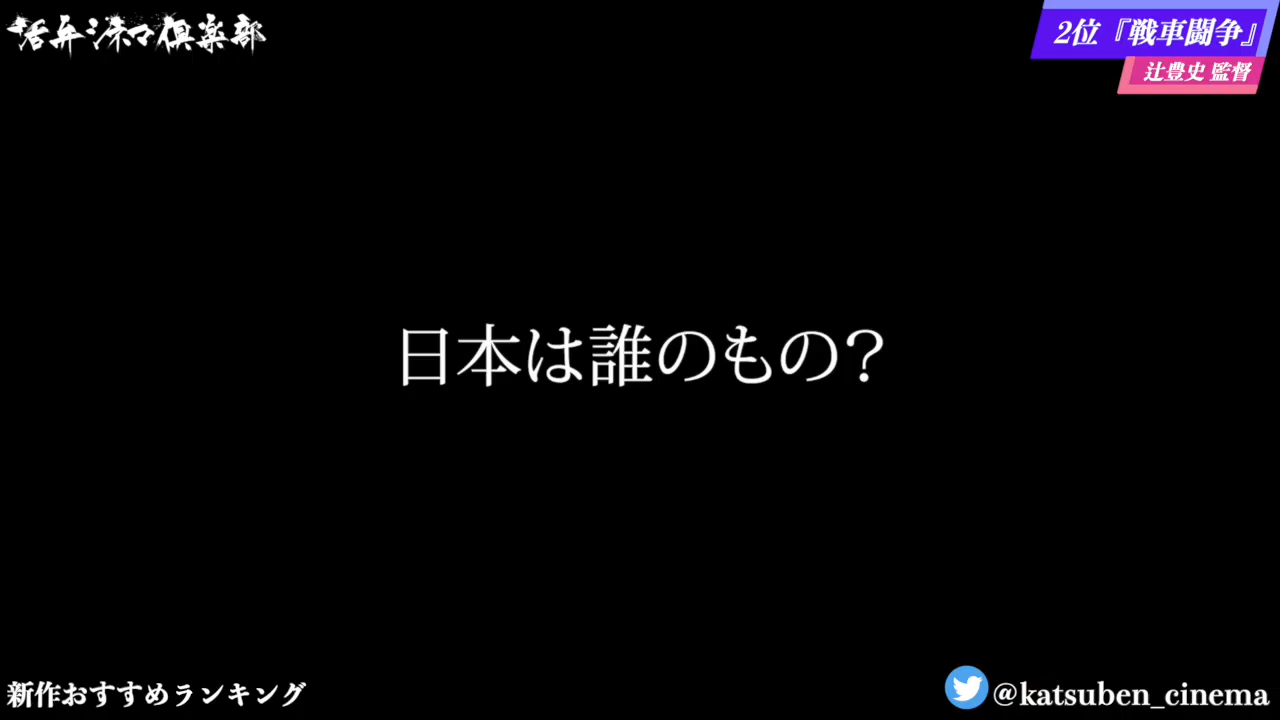 活弁シネマ倶楽部
2位『戦車闘争』
辻豊史 監督
日本は誰のもの？
新作おすすめランキング
@katsuben_cinema